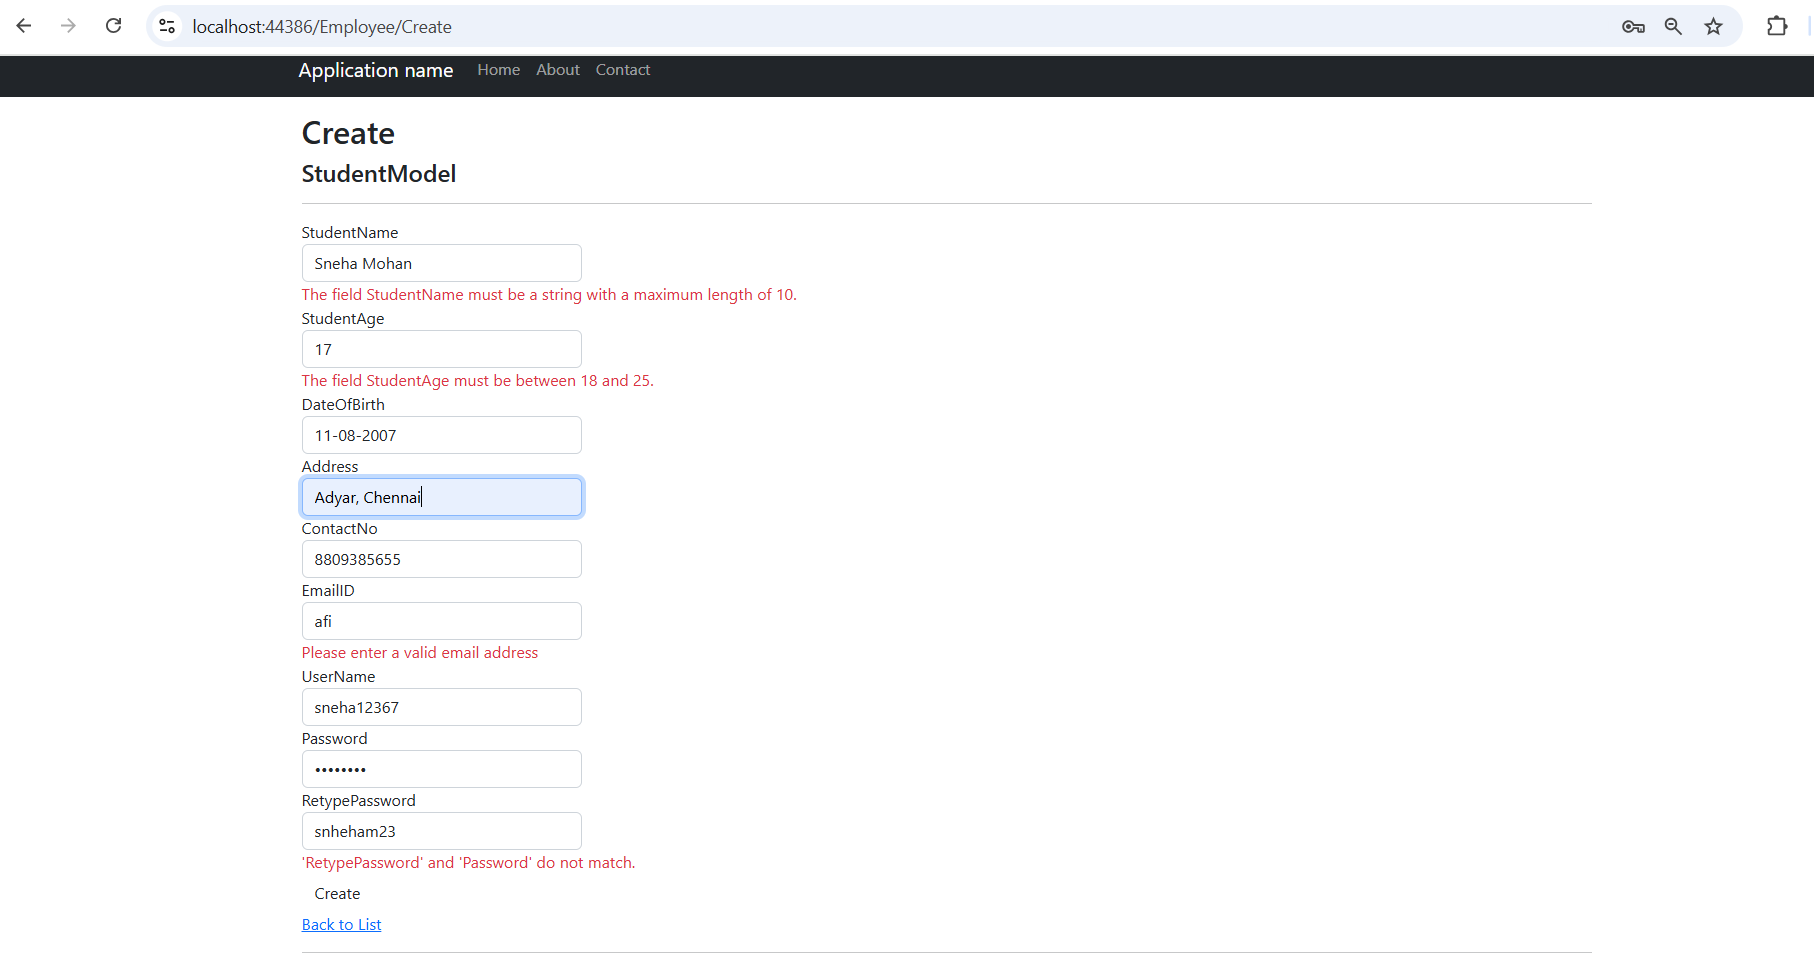 localhost:44386/Employee/Create
Application name Home About Contact
Create
StudentModel
StudentName
Sneha Mohan
The field StudentName must be a string with a maximum length of 10.
StudentAge
17
The field StudentAge must be between 18 and 25.
DateOfBirth
11-08-2007
Address
Adyar, Chennai
ContactNo
8809385655
EmailID
afi
Please enter a valid email address
UserName
sneha12367
Password
••••••••
RetypePassword
snheham23
'RetypePassword' and 'Password' do not match.
Create
Back to List